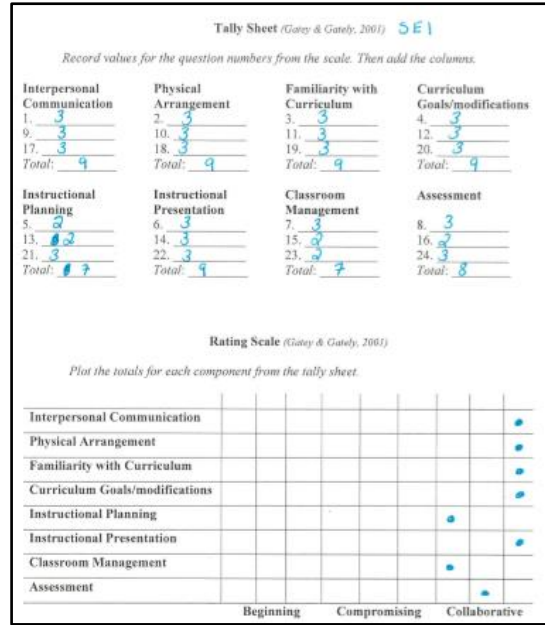 Tally Sheet (Gately & Gately, 2001) SE1
Record values for the question numbers from the scale. Then add the columns.
Interpersonal Communication
1. 3
9. 3
17. 3
Total: 9
Physical Arrangement
2. 3
10. 3
18. 3
Total: 9
Familiarity with Curriculum
3. 3
11. 3
19. 3
Total: 9
Curriculum Goals/modifications
4. 3
12. 3
20. 3
Total: 9
Instructional Planning
5. 2
13. 2
21. 3
Total: 7
Instructional Presentation
6. 3
14. 3
22. 3
Total: 9
Classroom Management
7. 3
15. 2
23. 2
Total: 7
Assessment
8. 3
16. 2
24. 3
Total: 8
Rating Scale (Gately & Gately, 2001)
Plot the totals for each component from the tally sheet.
Interpersonal Communication
Physical Arrangement
Familiarity with Curriculum
Curriculum Goals/modifications
Instructional Planning
Instructional Presentation
Classroom Management
Assessment
Beginning Compromising Collaborative